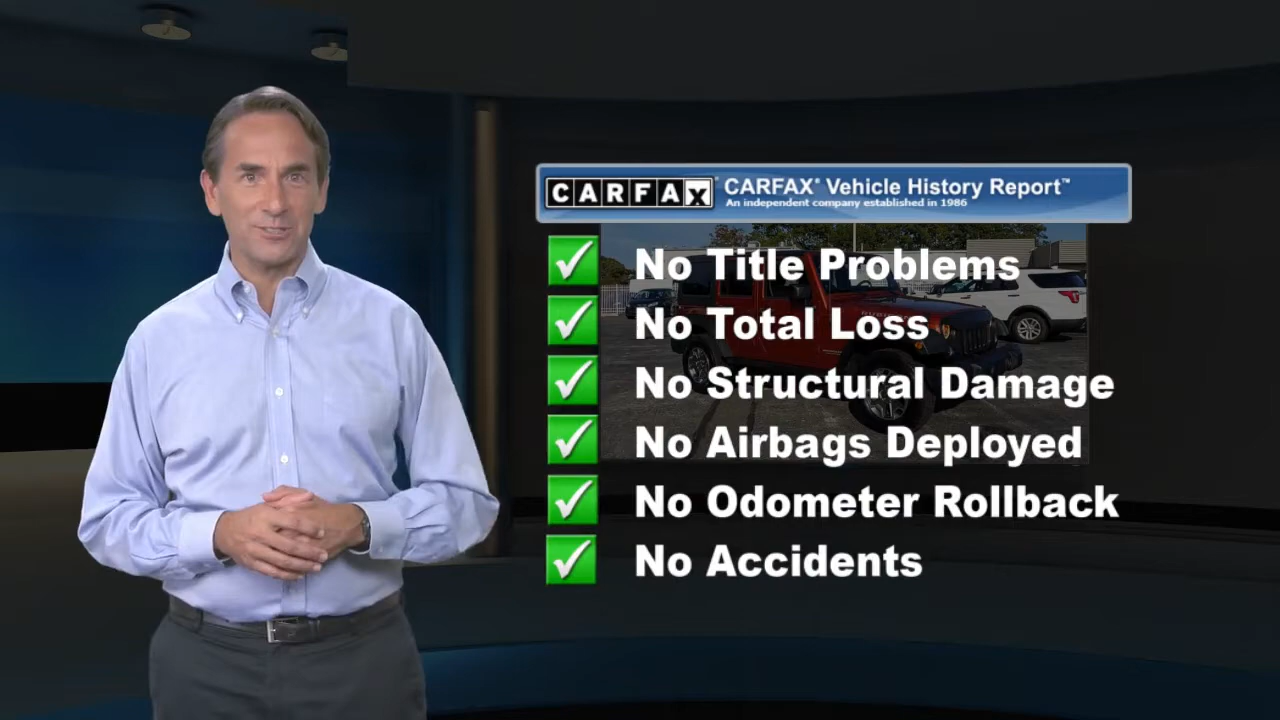 CARFAX
CARFAX® Vehicle History Report™
An independent company established in 1986
No Title Problems
No Total Loss
No Structural Damage
No Airbags Deployed
No Odometer Rollback
No Accidents